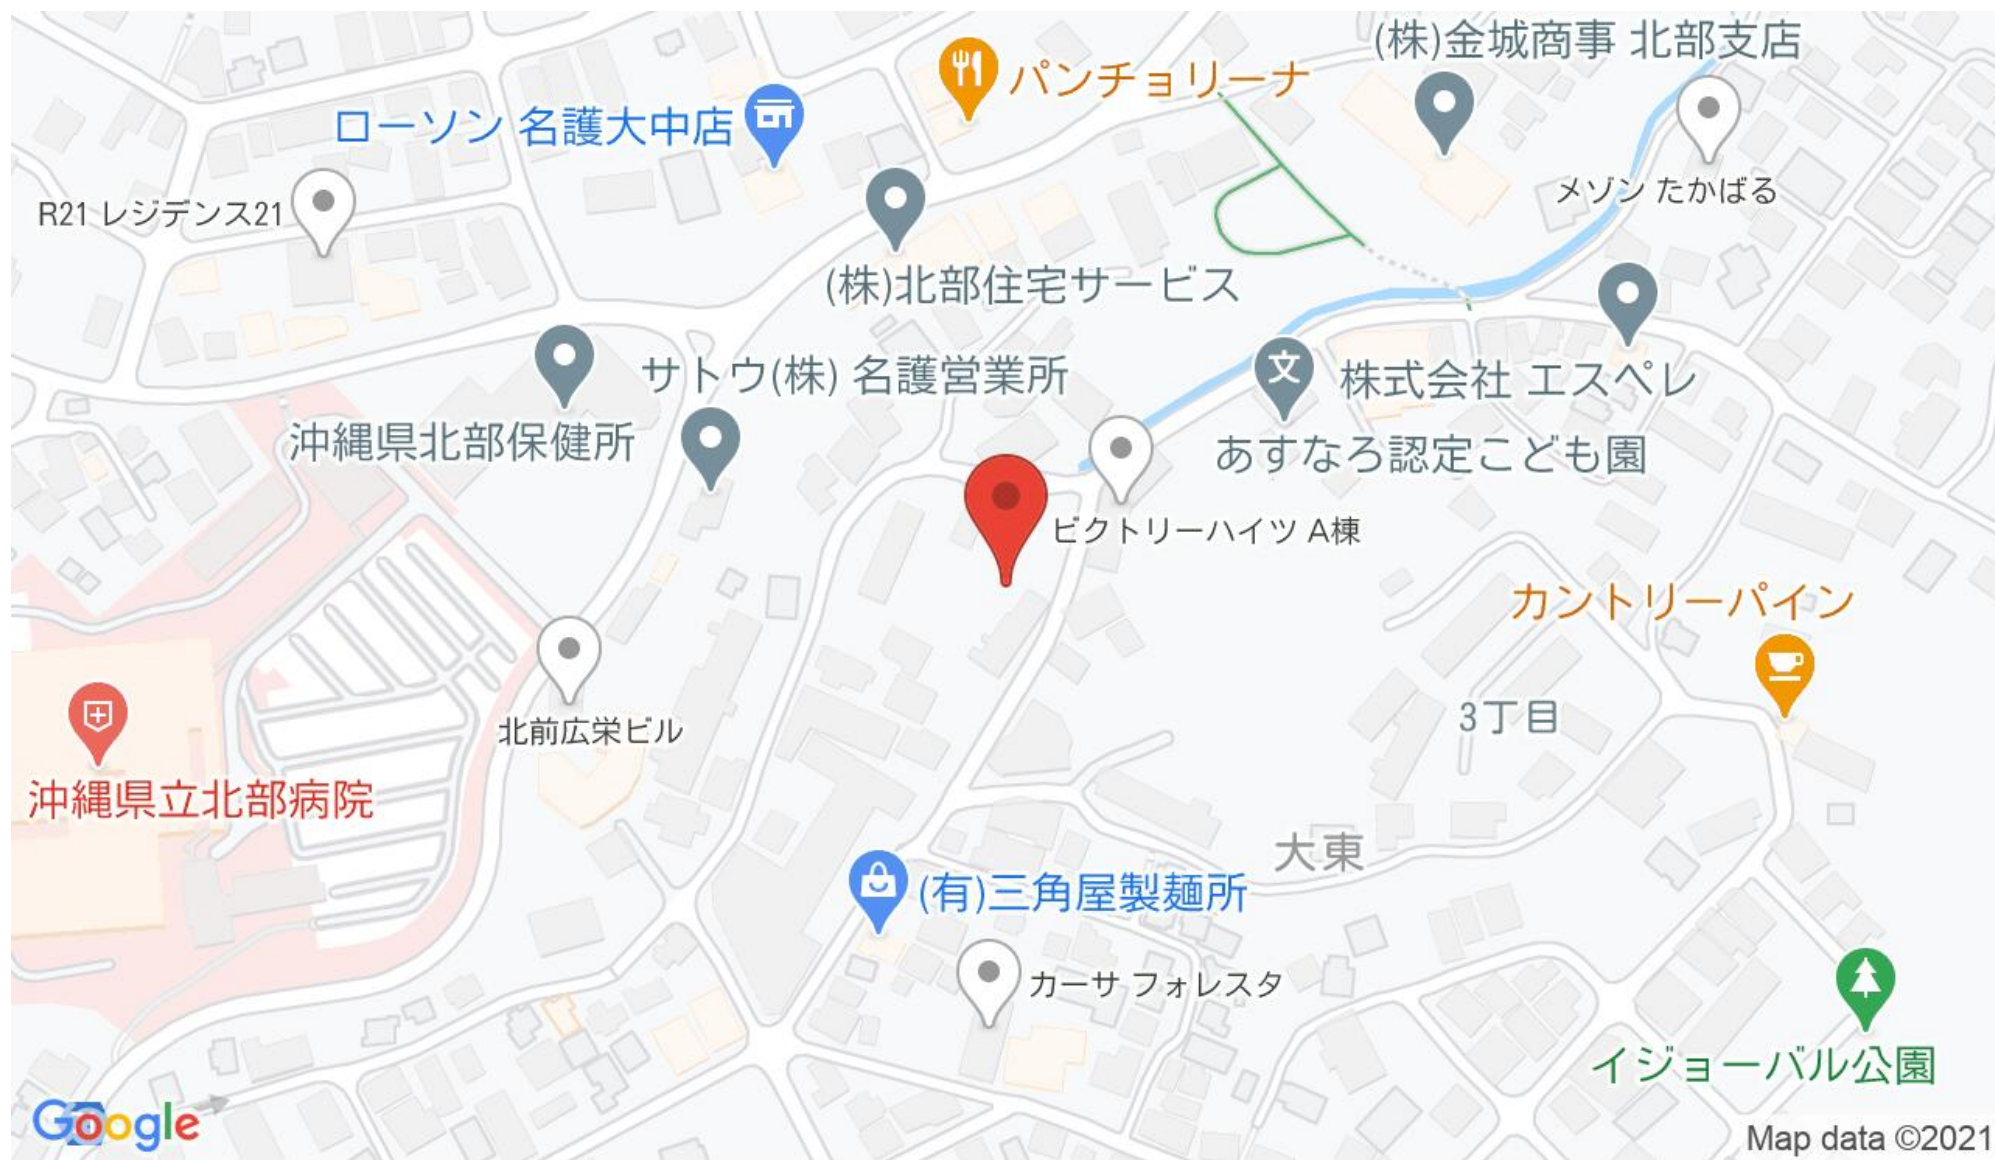 (株)金城商事 北部支店
パンチョリーナ
ローソン 名護大中店
メゾン たかばる
R21 レジデンス21
(株)北部住宅サービス
サトウ(株) 名護営業所
文
株式会社 エスペレ
沖縄県北部保健所
あすなろ認定こども園
ビクトリーハイツ A棟
カントリーパイン
3丁目
北前広栄ビル
沖縄県立北部病院
大東
(有)三角屋製麺所
カーサ フォレスタ
イジョーバル公園
Google
Map data ©2021